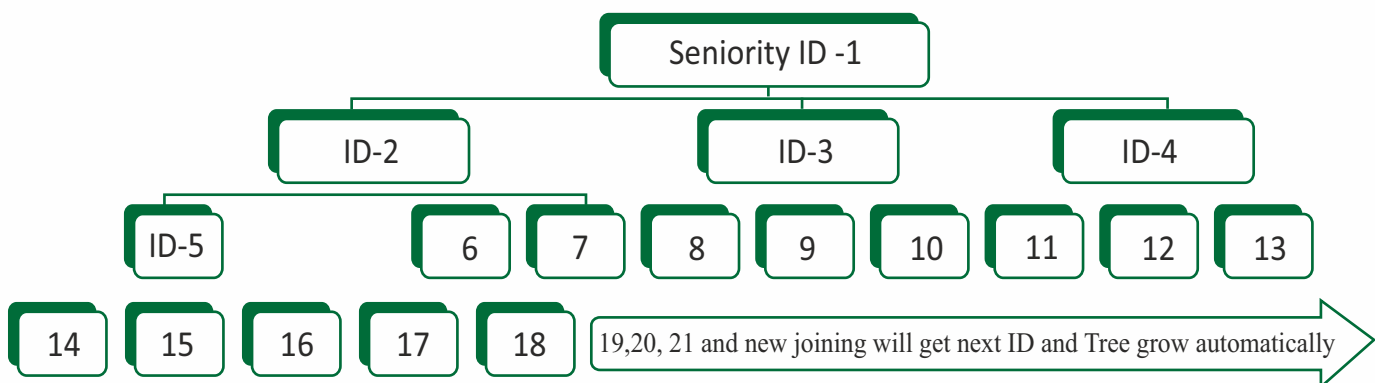 Seniority ID -1
ID-2 ID-3 ID-4
ID-5 6 7 8 9 10 11 12 13
14 15 16 17 18 19,20, 21 and new joining will get next ID and Tree grow automatically